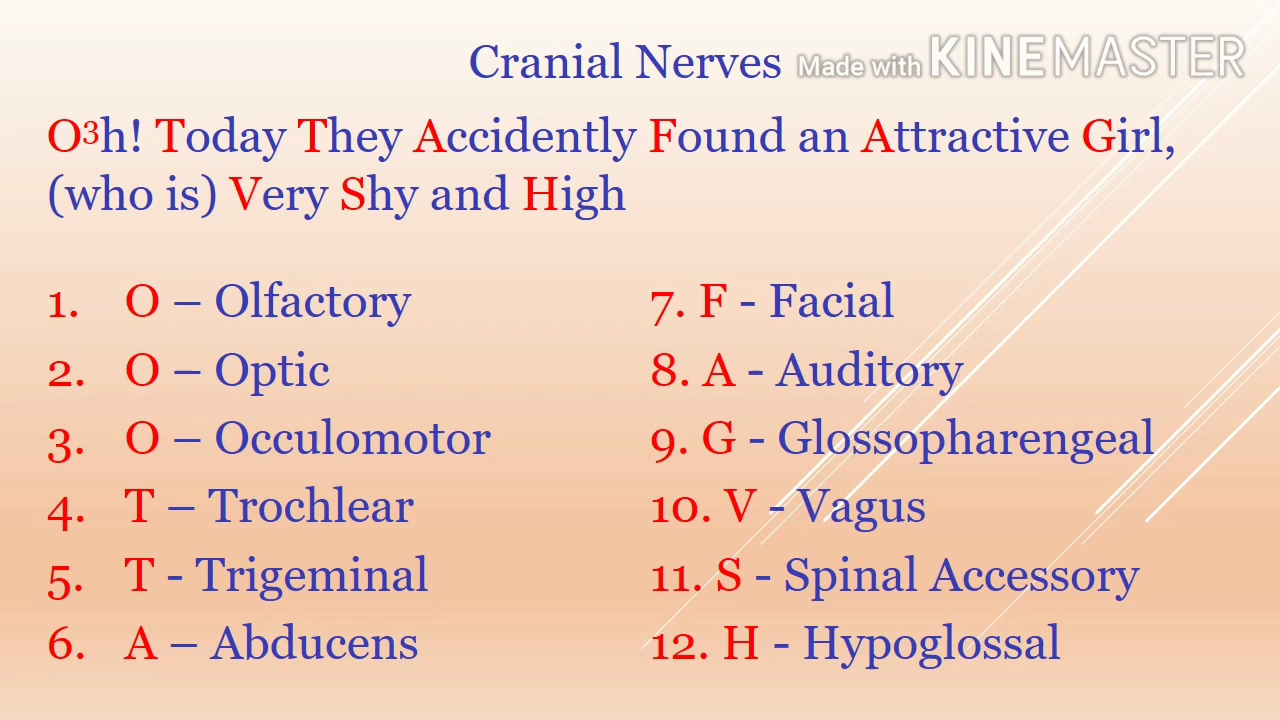 Cranial Nerves
Made with KINEMASTER
O³h! Today They Accidently Found an Attractive Girl,
(who is) Very Shy and High
1. O – Olfactory
2. O – Optic
3. O – Occulomotor
4. T – Trochlear
5. T - Trigeminal
6. A – Abducens
7. F - Facial
8. A - Auditory
9. G - Glossopharengeal
10. V - Vagus
11. S - Spinal Accessory
12. H - Hypoglossal